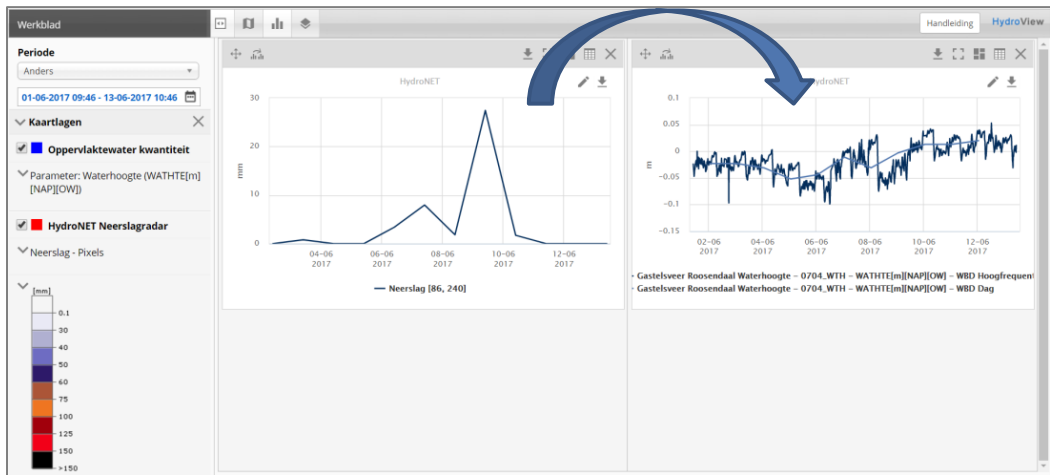 Werkblad
Handleiding
HydroView
Periode
Anders
01-06-2017 09:46 - 13-06-2017 10:46
Kaartlagen
Oppervlaktewater kwantiteit
Parameter: Waterhoogte (WATHTE[m]
[NAP][OW])
HydroNET Neerslagradar
Neerslag - Pixels
[mm]
0.1
30
40
50
60
75
100
125
150
>150
HydroNET
30
20
10
0
mm
04-06
2017
06-06
2017
08-06
2017
10-06
2017
12-06
2017
Neerslag [86, 240]
ydroNET
0.1
0.05
0
-0.05
-0.1
-0.15
m
02-06
2017
04-06
2017
06-06
2017
08-06
2017
10-06
2017
12-06
2017
Gastelsveer Roosendaal Waterhoogte – 0704_WTH – WATHTE[m][NAP][OW] – WBD Hoogfrequent
Gastelsveer Roosendaal Waterhoogte – 0704_WTH – WATHTE[m][NAP][OW] – WBD Dag